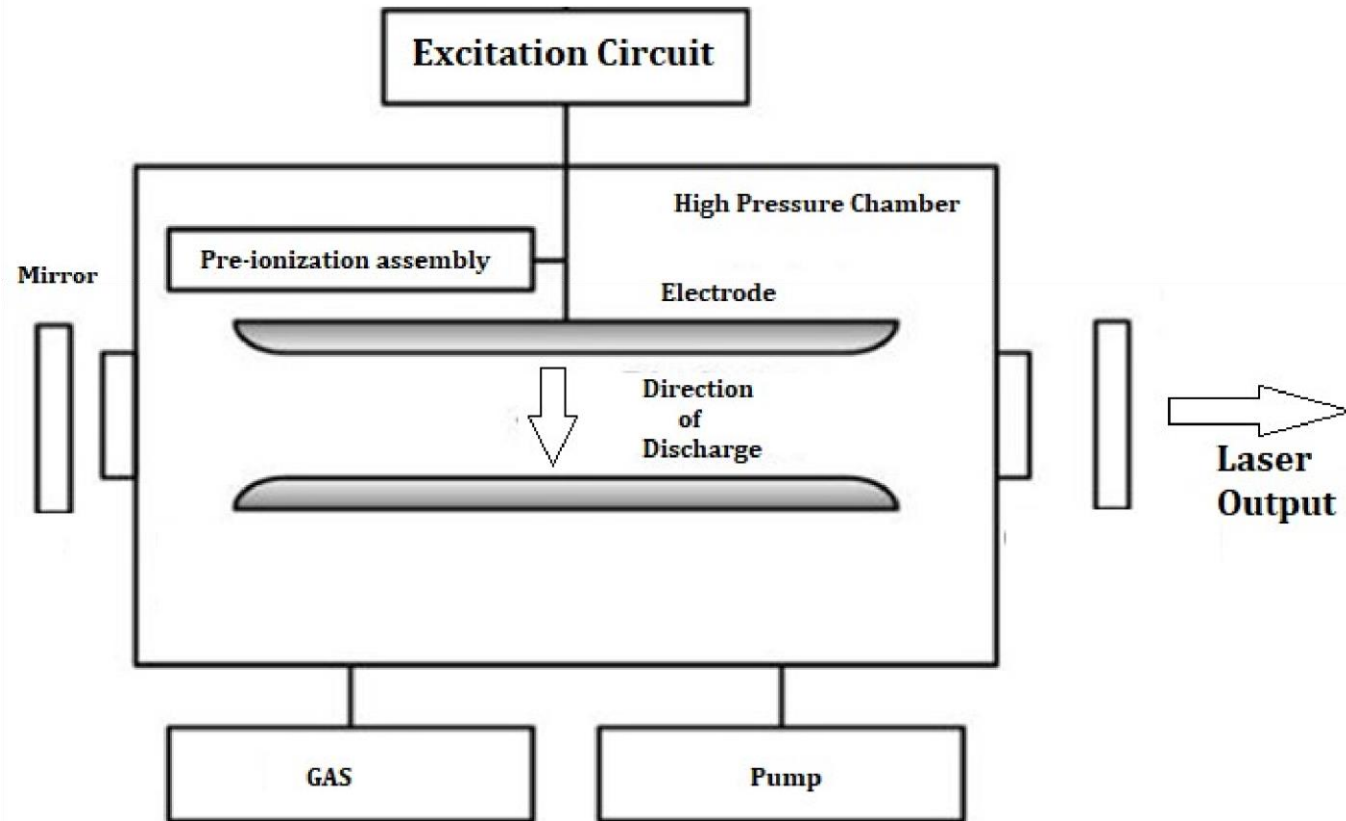 Excitation Circuit
High Pressure Chamber
Pre-ionization assembly
Mirror
Electrode
Direction
of
Discharge
Laser
Output
GAS
Pump